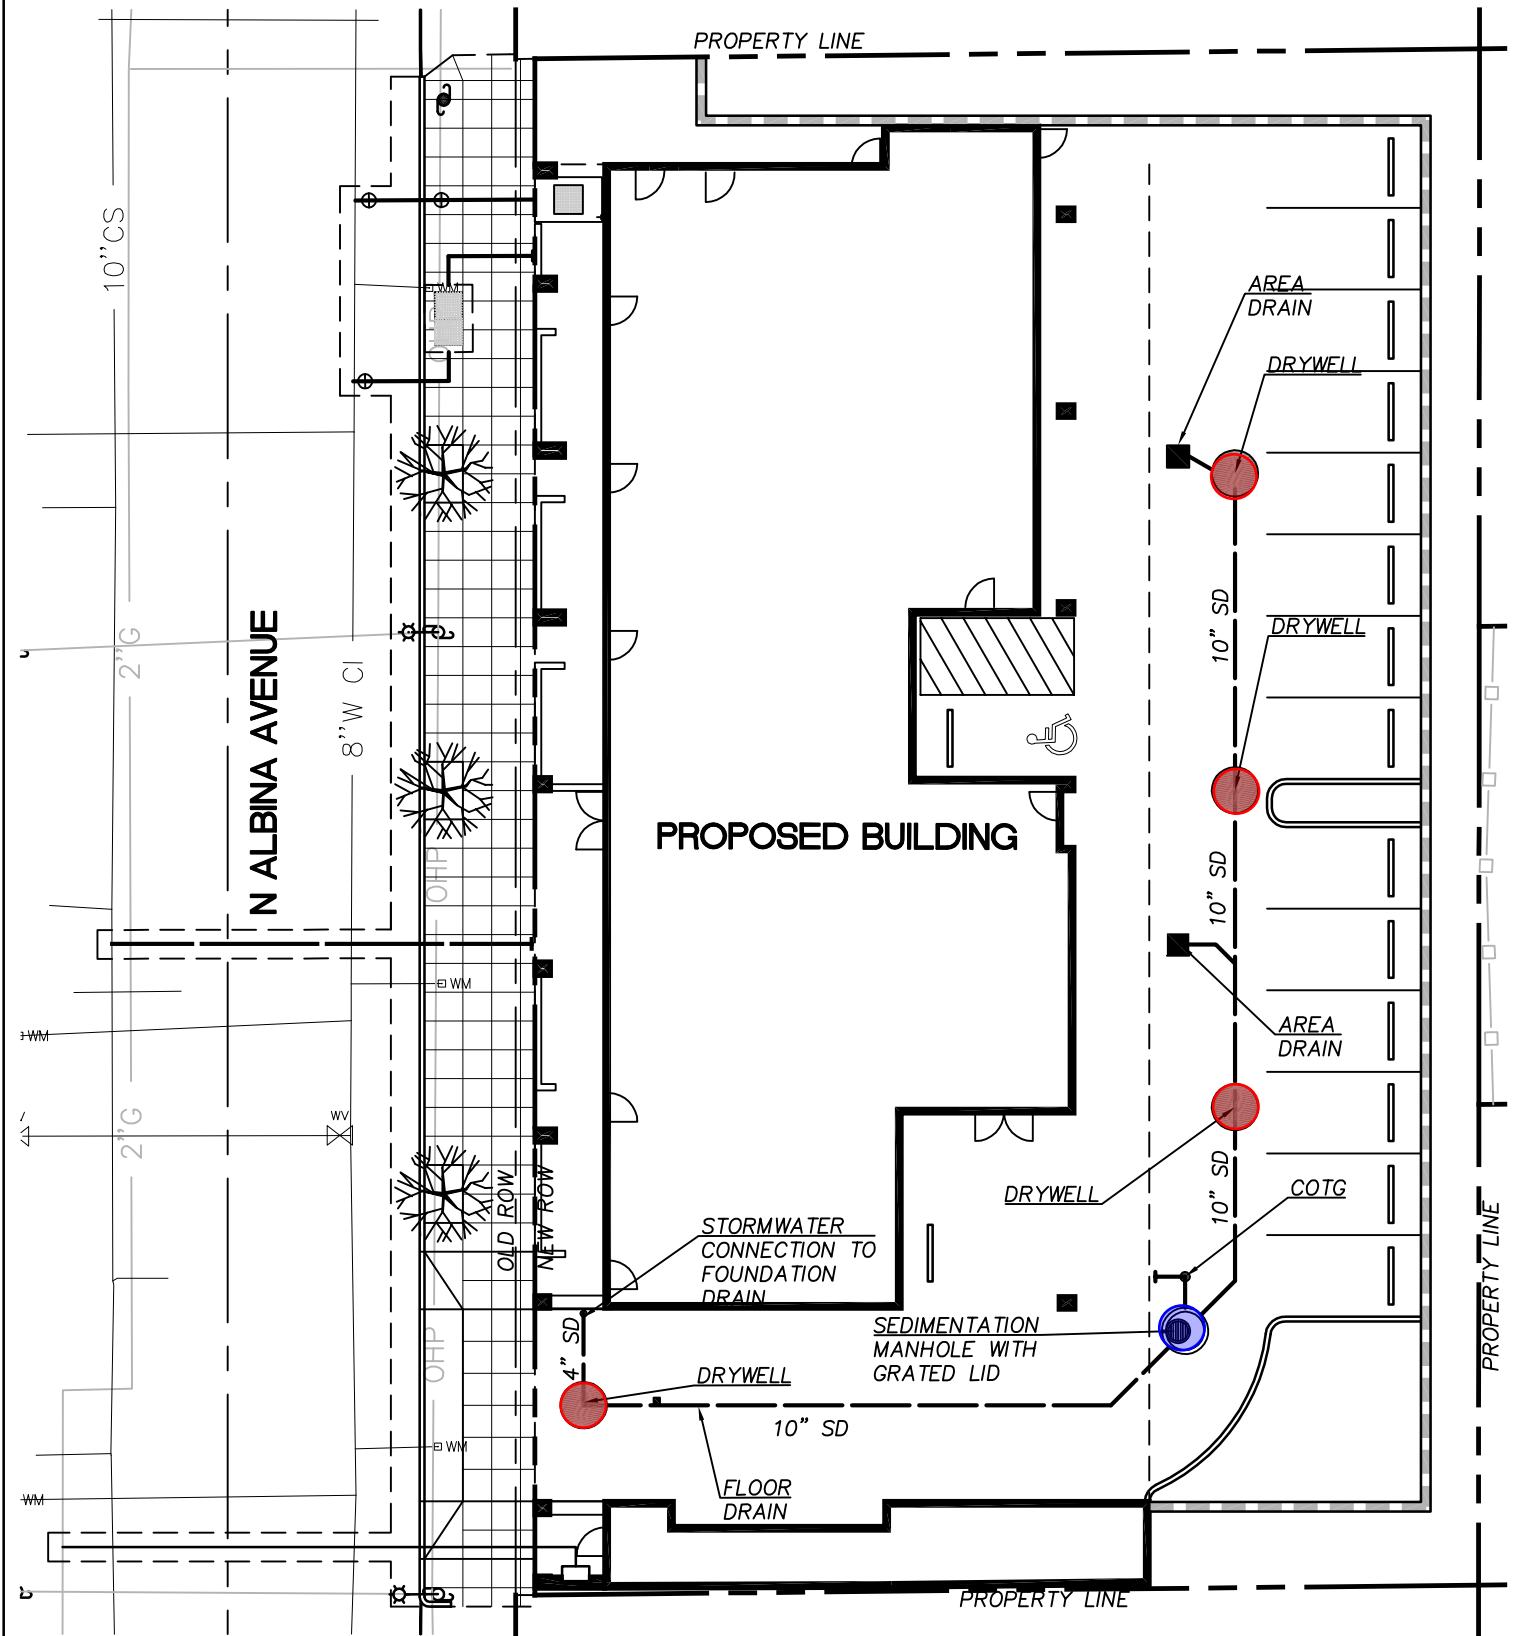 PROPERTY LINE
10"CS
AREA
DRAIN
DRYWELL
10" SD
DRYWELL
2"G
N ALBINA AVENUE
8"W CI
PROPOSED BUILDING
OHP
10" SD
WM
WM
AREA
DRAIN
WV
2"G
10" SD
DRYWELL
COTG
OLD ROW
NEW ROW
STORMWATER
CONNECTION TO
FOUNDATION
DRAIN
PROPERTY LINE
4" SD
SEDIMENTATION
MANHOLE WITH
GRATED LID
OHP
DRYWELL
10" SD
WM
FLOOR
DRAIN
WM
PROPERTY LINE